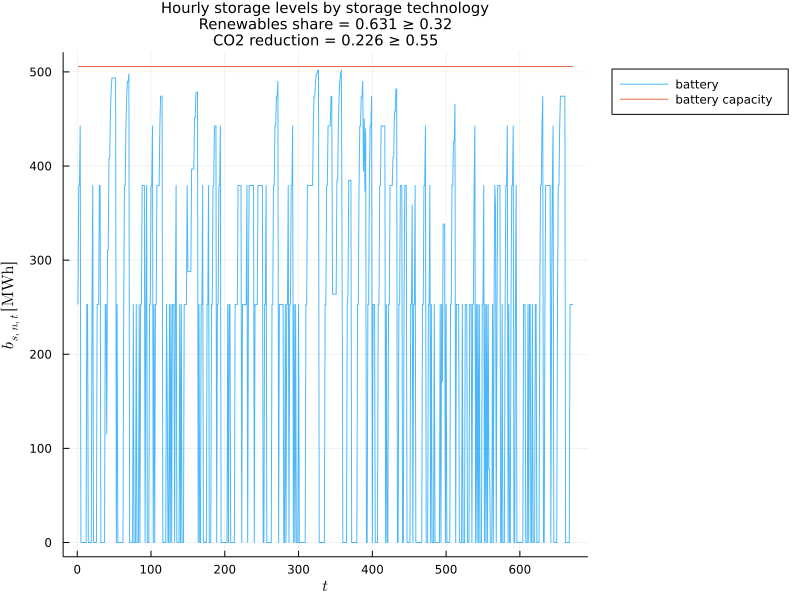 Hourly storage levels by storage technology
Renewables share = 0.631 ≥ 0.32
CO2 reduction = 0.226 ≥ 0.55
500
400
300
200
100
0
b_{s, n, t} [MWh]
0 100 200 300 400 500 600
t
battery
battery capacity